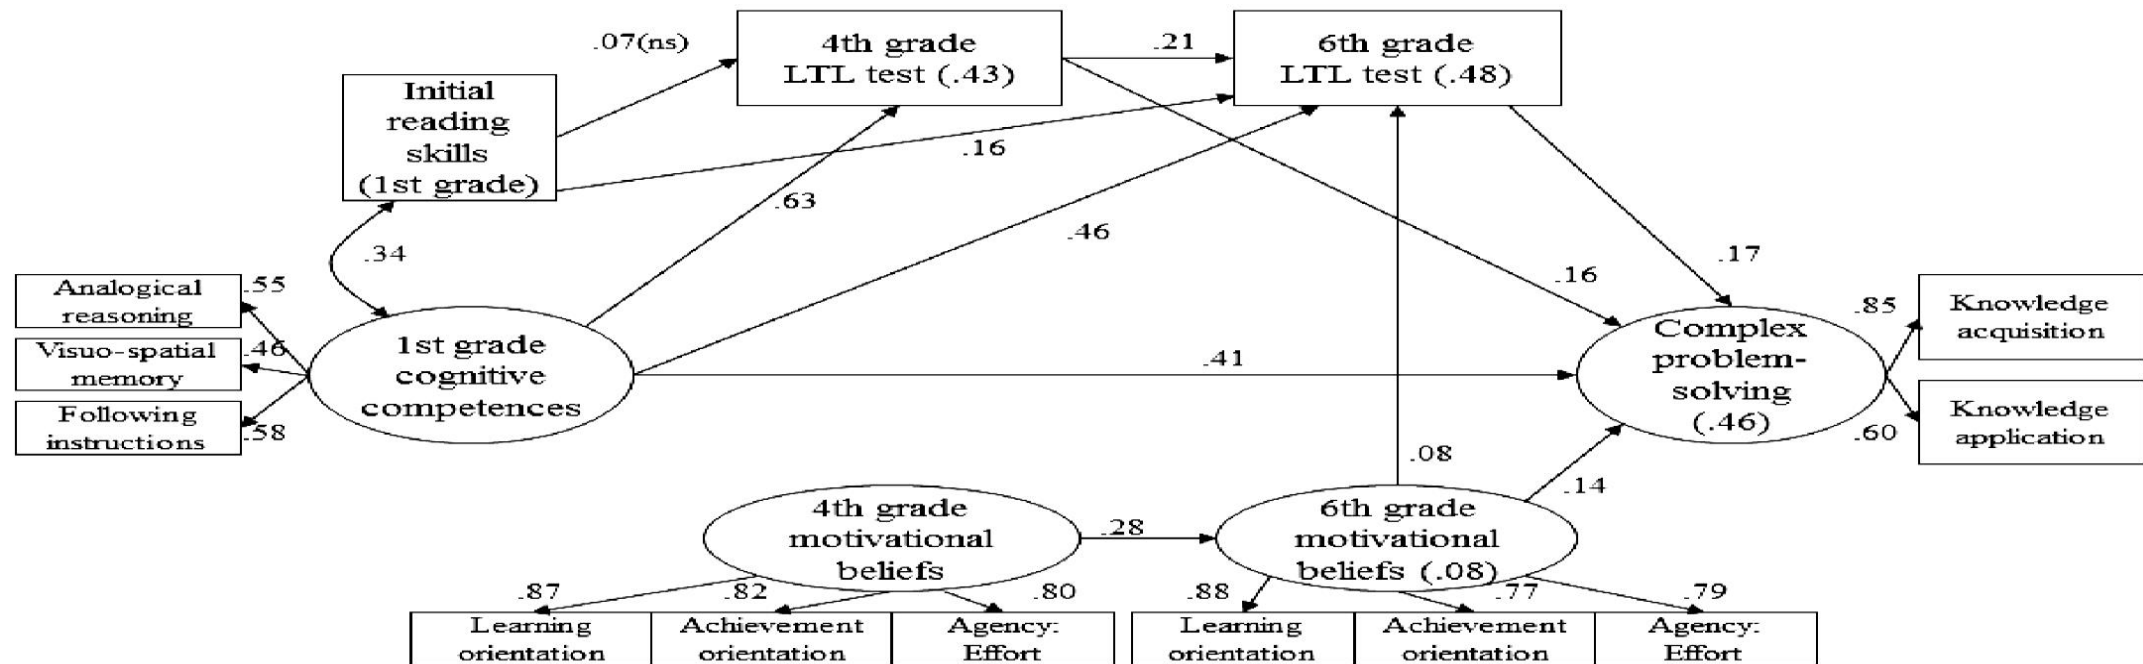 .07(ns)
4th grade
LTL test (.43)
.21
6th grade
LTL test (.48)
Initial
reading
skills
(1st grade)
.16
.63
.46
.34
.17
.16
Analogical
reasoning
.55
Visuo-spatial
memory
.46
Following
instructions
.58
1st grade
cognitive
competences
.41
Complex
problem-
solving
(.46)
.85
Knowledge
acquisition
Knowledge
application
.60
.08
.14
4th grade
motivational
beliefs
.28
6th grade
motivational
beliefs (.08)
.87
.82
.80
.88
.77
.79
Learning
orientation
Achievement
orientation
Agency:
Effort
Learning
orientation
Achievement
orientation
Agency:
Effort